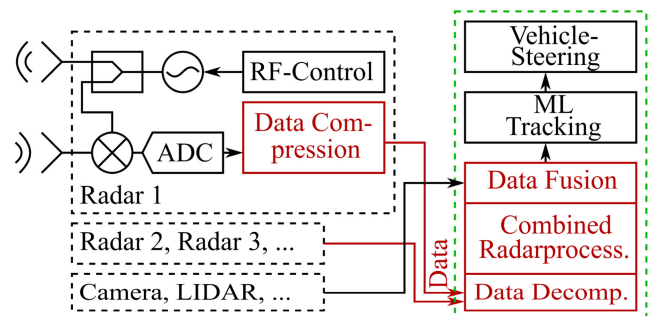 RF-Control
Data Com-
pression
ADC
Radar 1
Radar 2, Radar 3, ...
Camera, LIDAR, ...
Data
Vehicle-
Steering
ML
Tracking
Data Fusion
Combined
Radarprocess.
Data Decomp.